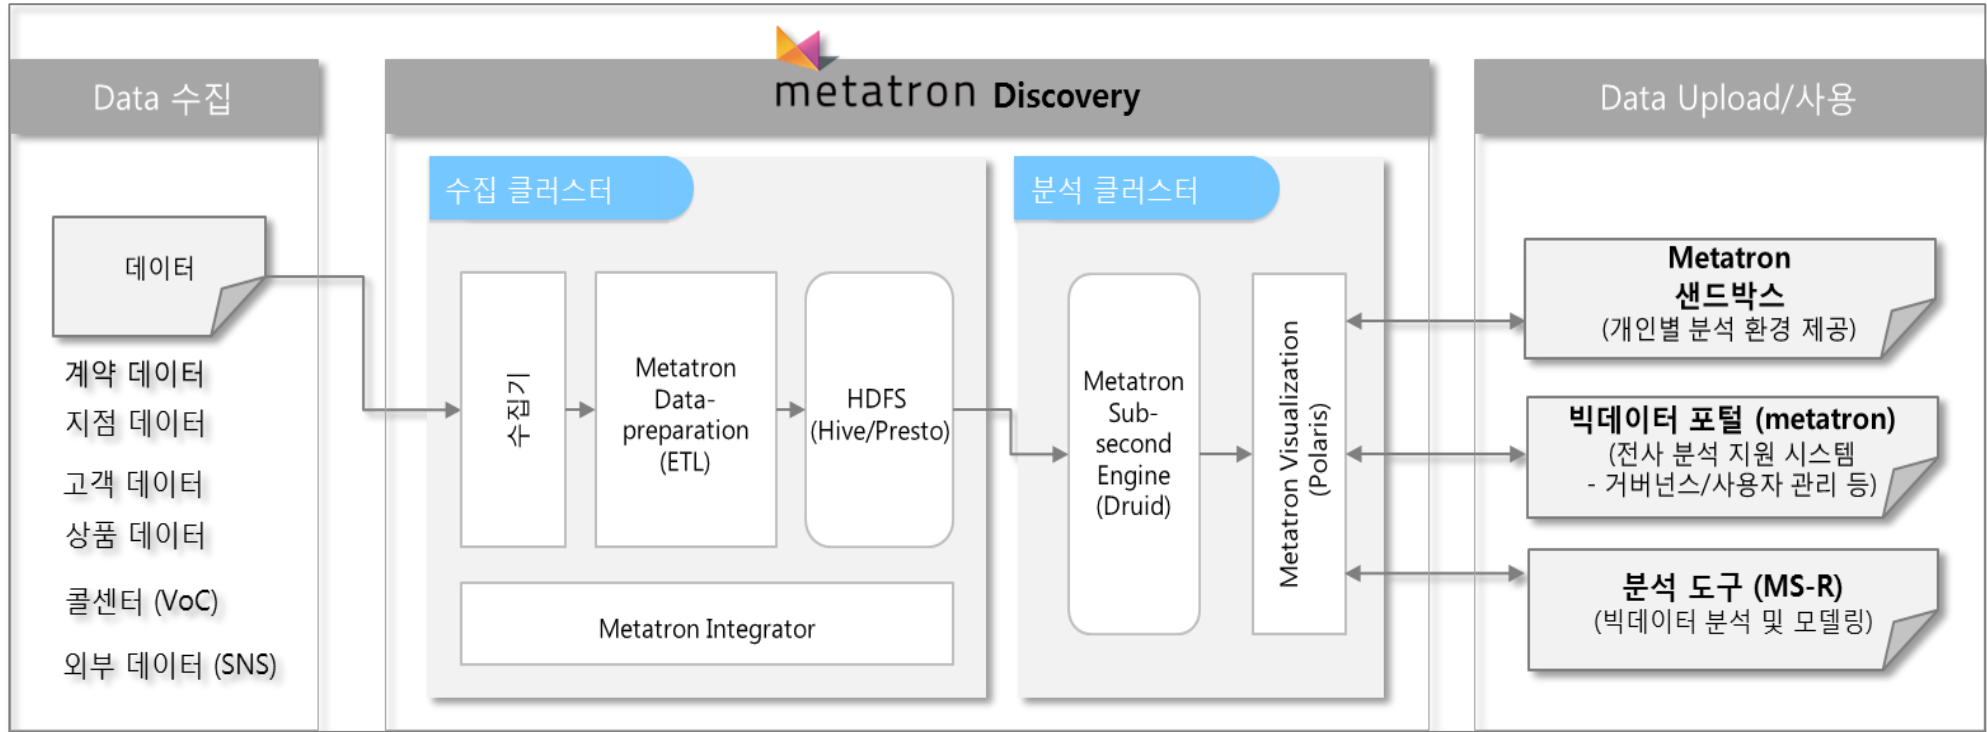 Data 수집
데이터
계약 데이터
지점 데이터
고객 데이터
상품 데이터
콜센터 (VoC)
외부 데이터 (SNS)
metatron Discovery
수집 클러스터
수집기
Metatron
Data-
preparation
(ETL)
HDFS
(Hive/Presto)
Metatron Integrator
분석 클러스터
Metatron
Sub-
second
Engine
(Druid)
Metatron Visualization
(Polaris)
Data Upload/사용
Metatron
샌드박스
(개인별 분석 환경 제공)
빅데이터 포털 (metatron)
(전사 분석 지원 시스템
- 거버넌스/사용자 관리 등)
분석 도구 (MS-R)
(빅데이터 분석 및 모델링)